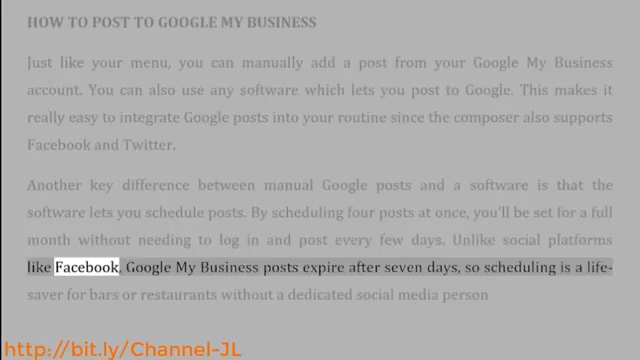 HOW TO POST TO GOOGLE MY BUSINESS
Just like your menu, you can manually add a post from your Google My Business
account. You can also use any software which lets you post to Google. This makes it
really easy to integrate Google posts into your routine since the composer also supports
Facebook and Twitter.
Another key difference between manual Google posts and a software is that the
software lets you schedule posts. By scheduling four posts at once, you'll be set for a full
month without needing to log in and post every few days. Unlike social platforms
like Facebook, Google My Business posts expire after seven days, so scheduling is a life-
saver for bars or restaurants without a dedicated social media person
http://bit.ly/Channel-JL